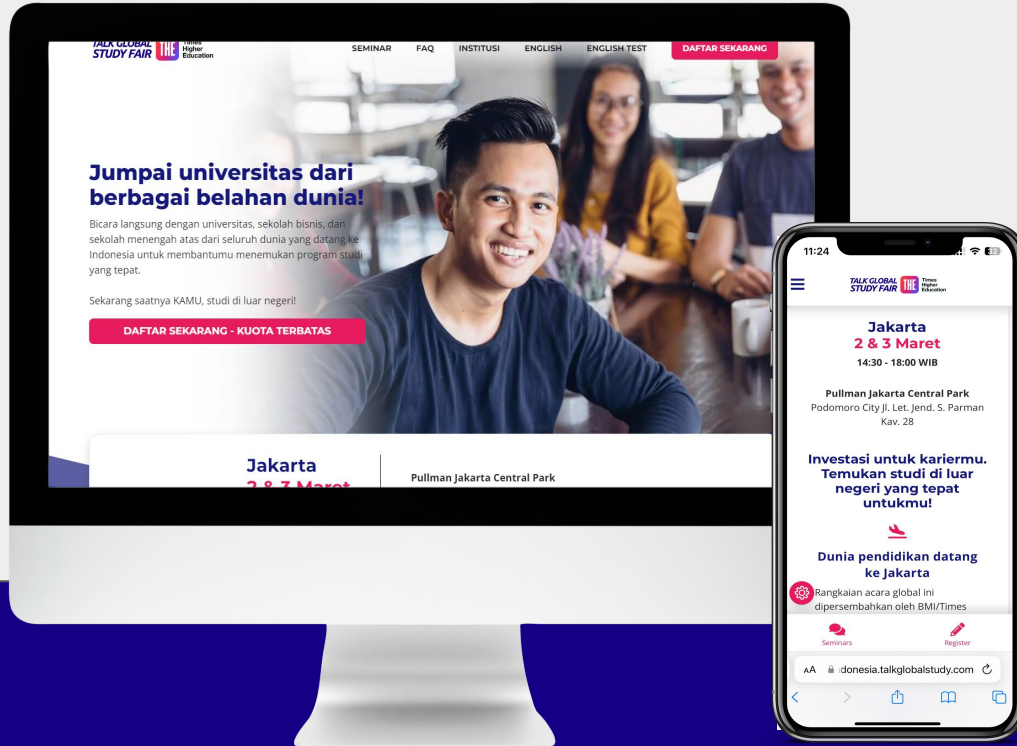 TALK GLOBAL
STUDY FAIR
THE
Times
Higher
Education
SEMINAR FAQ INSTITUSI ENGLISH ENGLISH TEST DAFTAR SEKARANG
Jumpai universitas dari
berbagai belahan dunia!
Bicara langsung dengan universitas, sekolah bisnis, dan
sekolah menengah atas dari seluruh dunia yang datang ke
Indonesia untuk membantumu menemukan program studi
yang tepat.
Sekarang saatnya KAMU, studi di luar negeri!
DAFTAR SEKARANG - KUOTA TERBATAS
Jakarta
2 & 3 Maret
Pullman Jakarta Central Park
11:24
32
TALK GLOBAL
STUDY FAIR
THE
Times
Higher
Education
Jakarta
2 & 3 Maret
14:30 - 18:00 WIB
Pullman Jakarta Central Park
Podomoro City Jl. Let. Jend. S. Parman
Kav. 28
Investasi untuk kariermu.
Temukan studi di luar
negeri yang tepat
untukmu!
Dunia pendidikan datang
ke Jakarta
Rangkaian acara global ini
dipersembahkan oleh BMI/Times
Seminars Register
AA donesia.talkglobalstudy.com